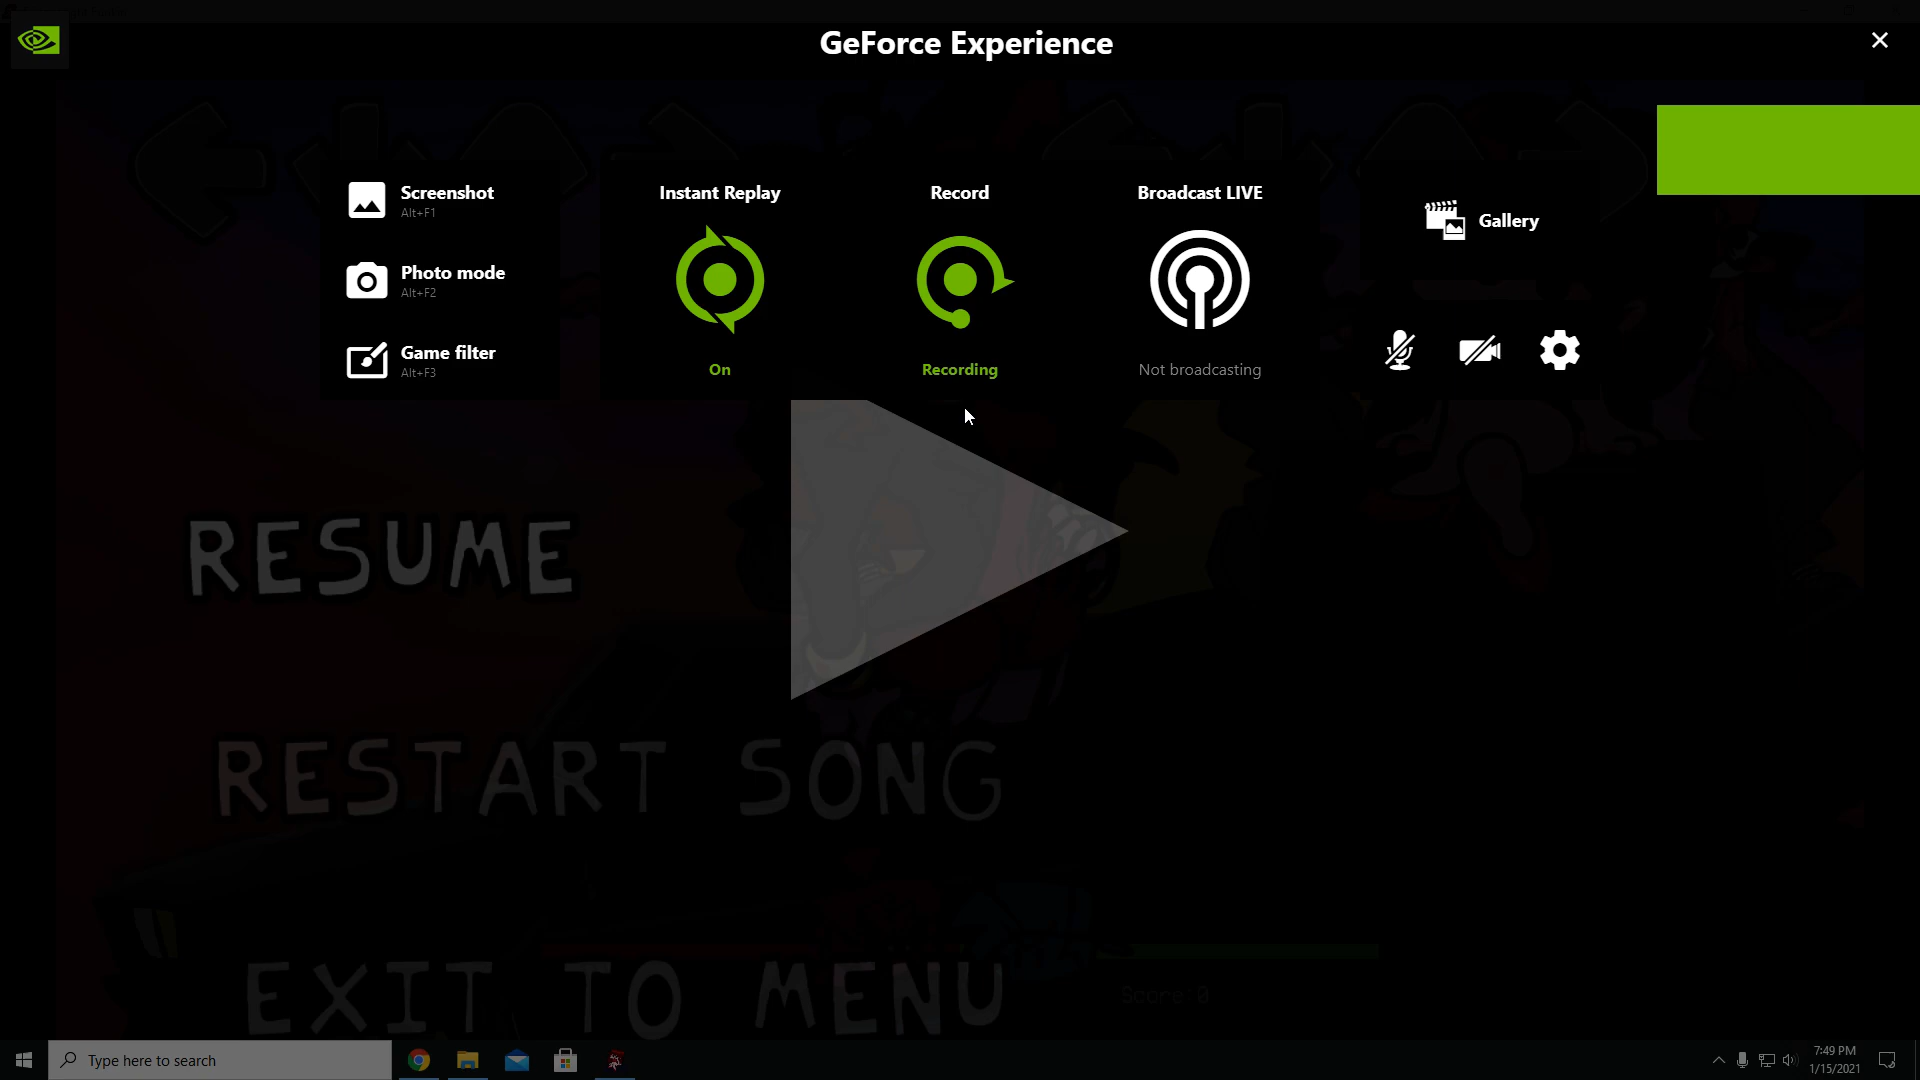 GeForce Experience
Screenshot
Alt+F1
Photo mode
Alt+F2
Game filter
Alt+F3
Instant Replay
On
Record
Recording
Broadcast LIVE
Not broadcasting
Gallery
RESUME
RESTART SONG
EXIT TO MENU
Score:0
Type here to search
7:49 PM
1/15/2021